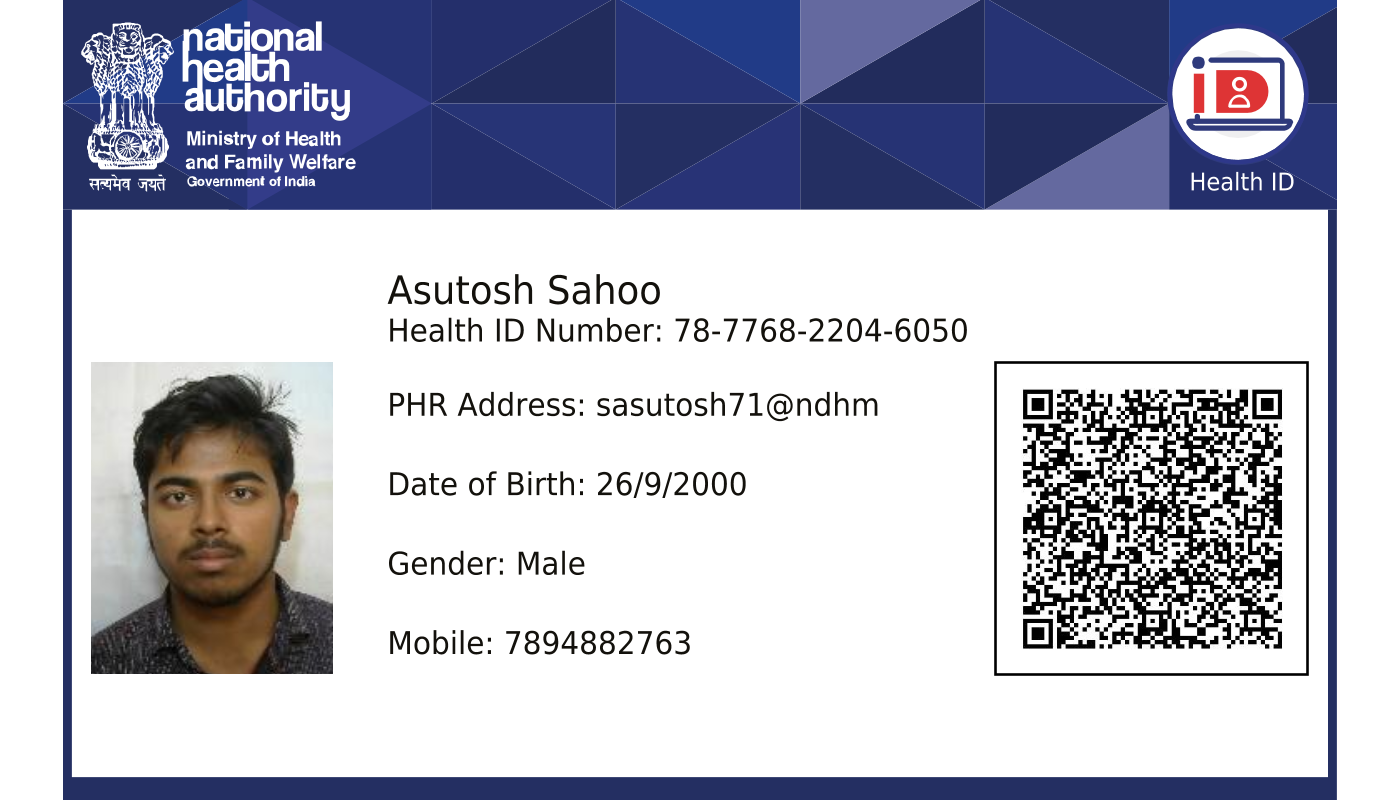 national
health
authority
Ministry of Health
and Family Welfare
Government of India
सत्यमेव जयते
iD
Health ID
Asutosh Sahoo
Health ID Number: 78-7768-2204-6050
PHR Address: sasutosh71@ndhm
Date of Birth: 26/9/2000
Gender: Male
Mobile: 7894882763